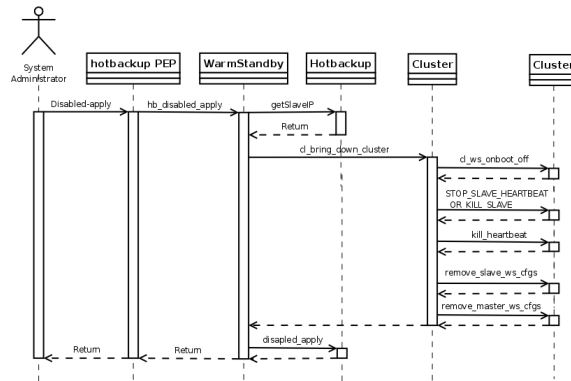 System
Administrator
hotbackup PEP
WarmStandby
Hotbackup
Cluster
Cluster
Disabled-apply
hb_disabled_apply
getSlaveIP
Return
cl_bring_down_cluster
cl_ws_onboot_off
STOP_SLAVE_HEARTBEAT
OR KILL_SLAVE
kill_heartbeat
remove_slave_ws_cfgs
remove_master_ws_cfgs
disapled_apply
Return
Return